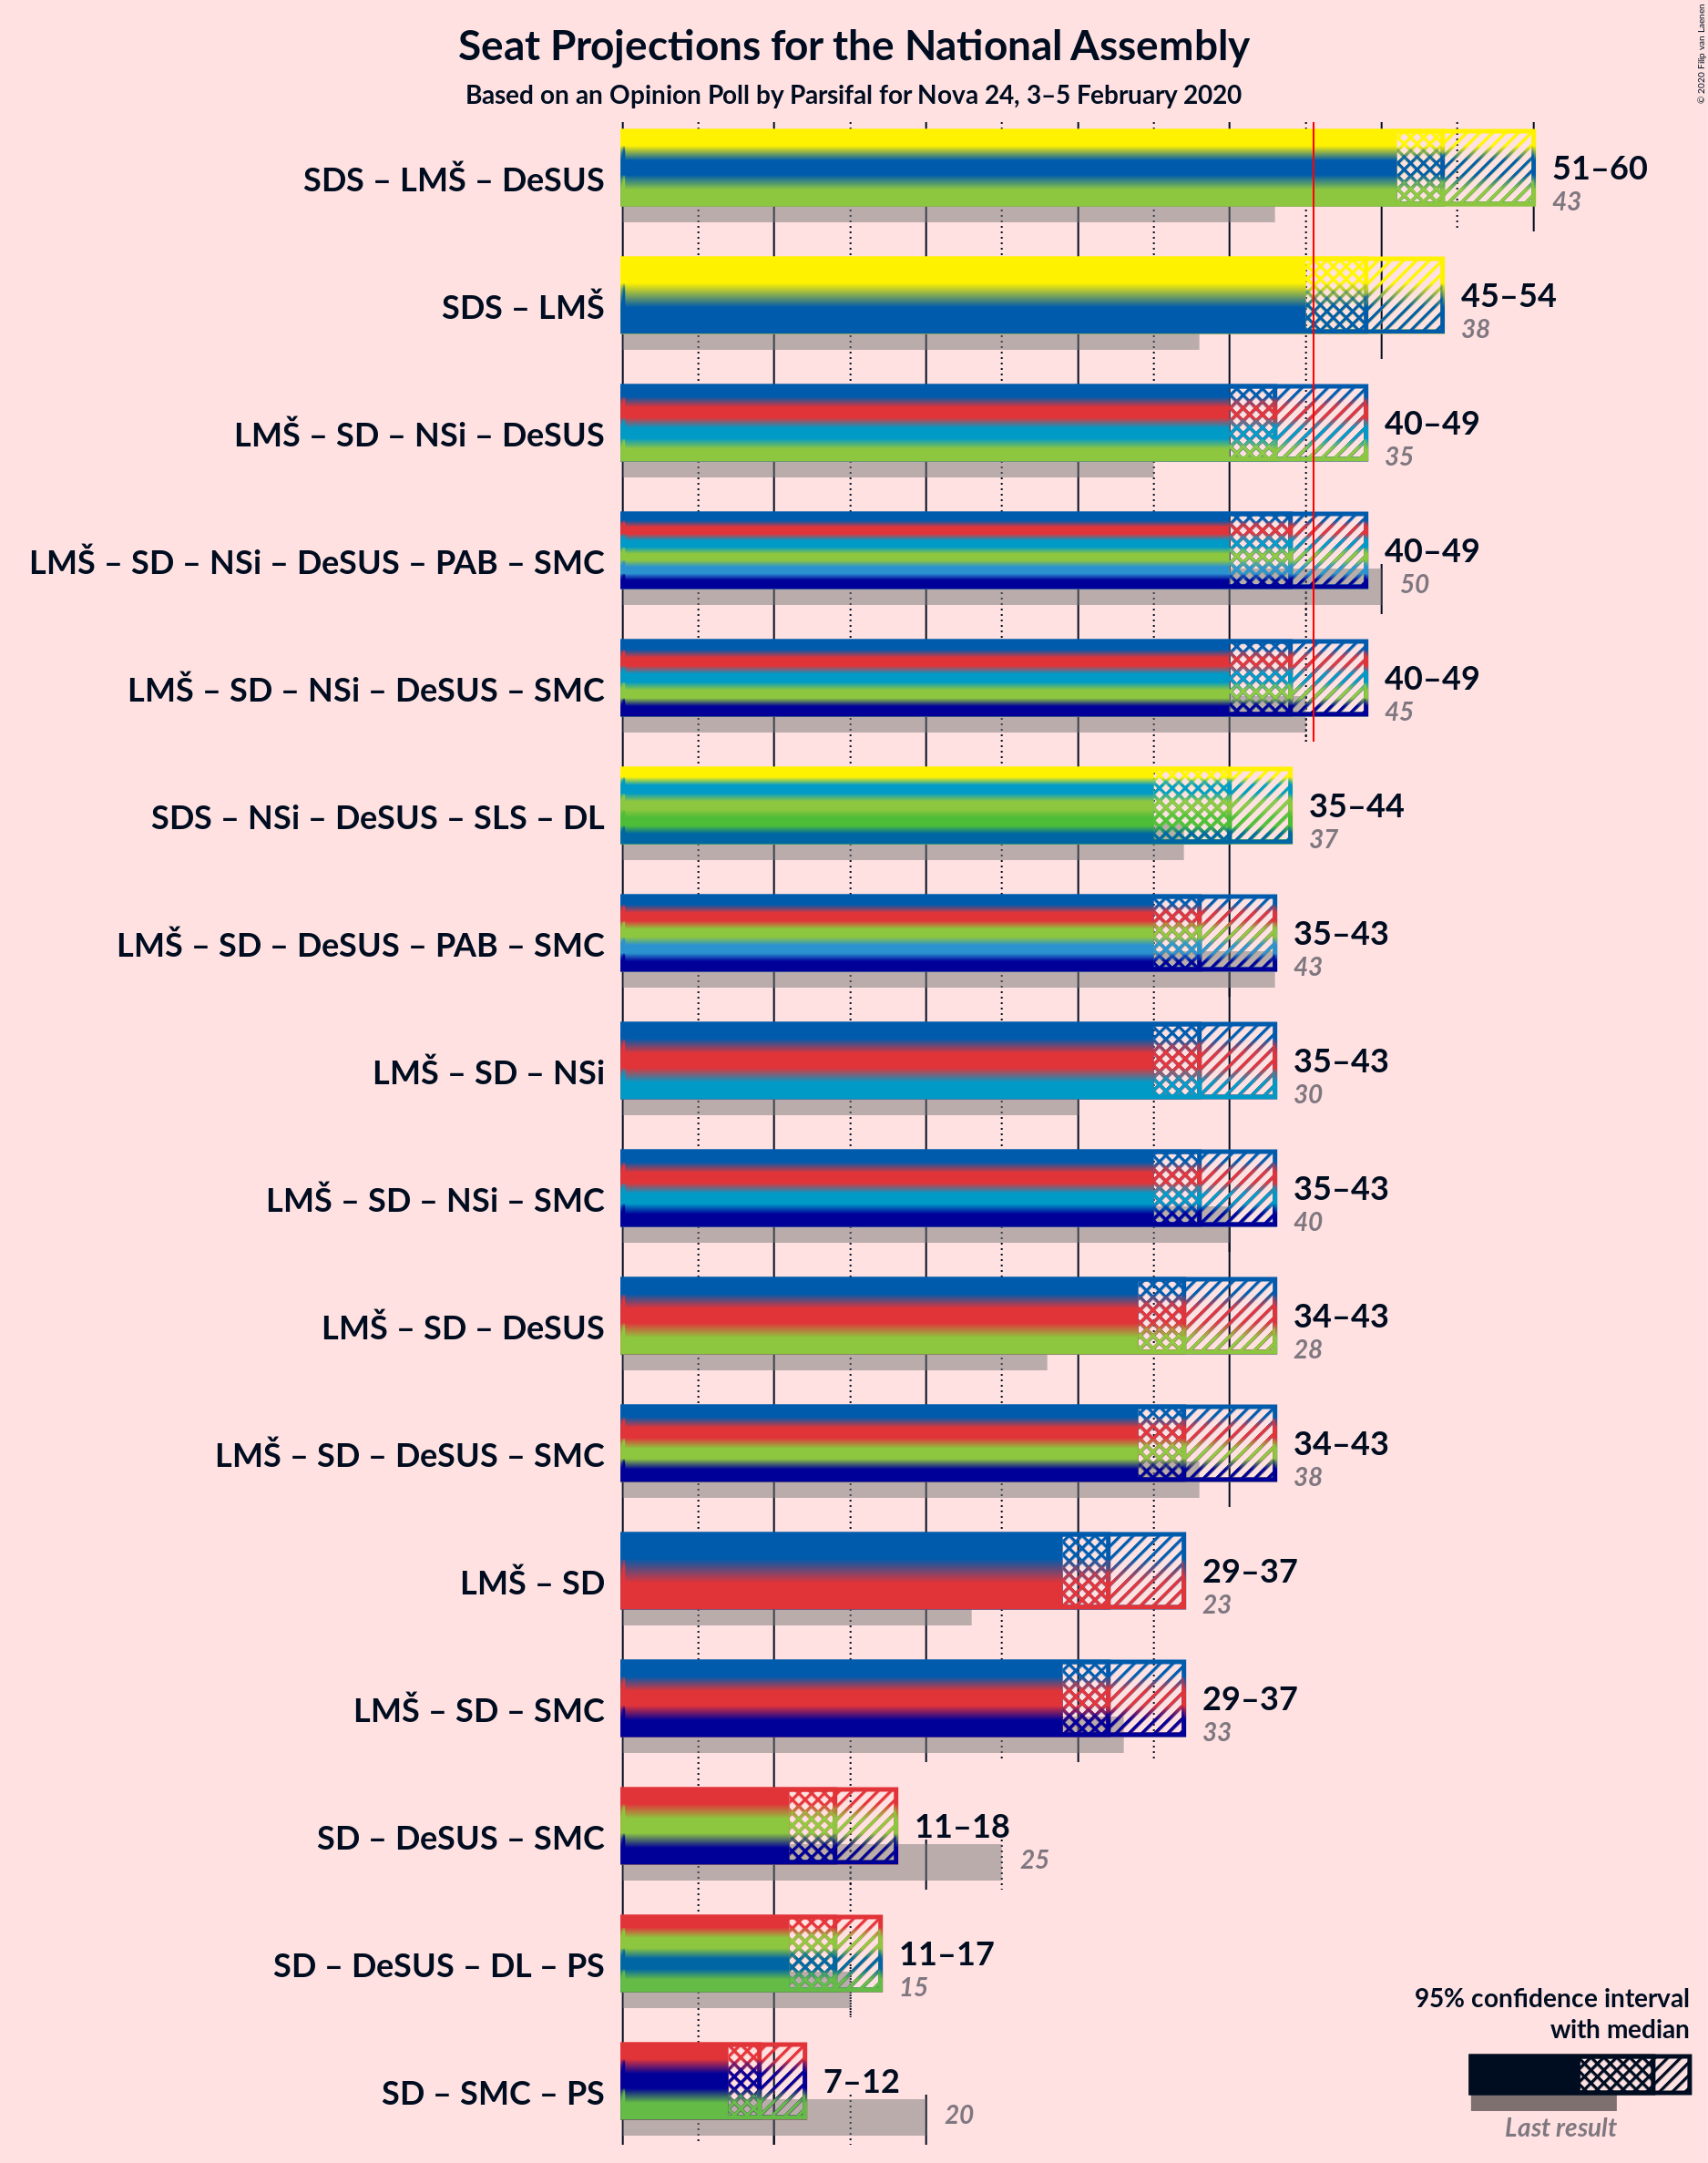 Seat Projections for the National Assembly
Based on an Opinion Poll by Parsifal for Nova 24, 3–5 February 2020
© 2020 Filip van Laenen
SDS – LMŠ – DeSUS
51–60
43
SDS – LMŠ
45–54
38
LMŠ – SD – NSi – DeSUS
40–49
35
LMŠ – SD – NSi – DeSUS – PAB – SMC
40–49
50
LMŠ – SD – NSi – DeSUS – SMC
40–49
45
SDS – NSi – DeSUS – SLS – DL
35–44
37
LMŠ – SD – DeSUS – PAB – SMC
35–43
43
LMŠ – SD – NSi
35–43
30
LMŠ – SD – NSi – SMC
35–43
40
LMŠ – SD – DeSUS
34–43
28
LMŠ – SD – DeSUS – SMC
34–43
38
LMŠ – SD
29–37
23
LMŠ – SD – SMC
29–37
33
SD – DeSUS – SMC
11–18
25
SD – DeSUS – DL – PS
11–17
15
SD – SMC – PS
7–12
20
95% confidence interval
with median
Last result